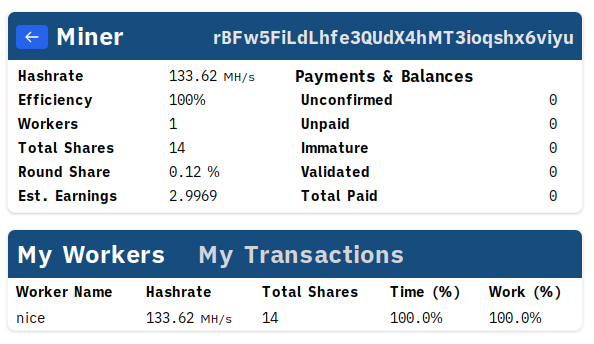 ← Miner rBFw5FiLdLhfe3QUdX4hMT3ioqshx6viyu
Hashrate 133.62 MH/s
Efficiency 100%
Workers 1
Total Shares 14
Round Share 0.12 %
Est. Earnings 2.9969
Payments & Balances
Unconfirmed 0
Unpaid 0
Immature 0
Validated 0
Total Paid 0
My Workers My Transactions
Worker Name Hashrate Total Shares Time (%) Work (%)
nice 133.62 MH/s 14 100.0% 100.0%